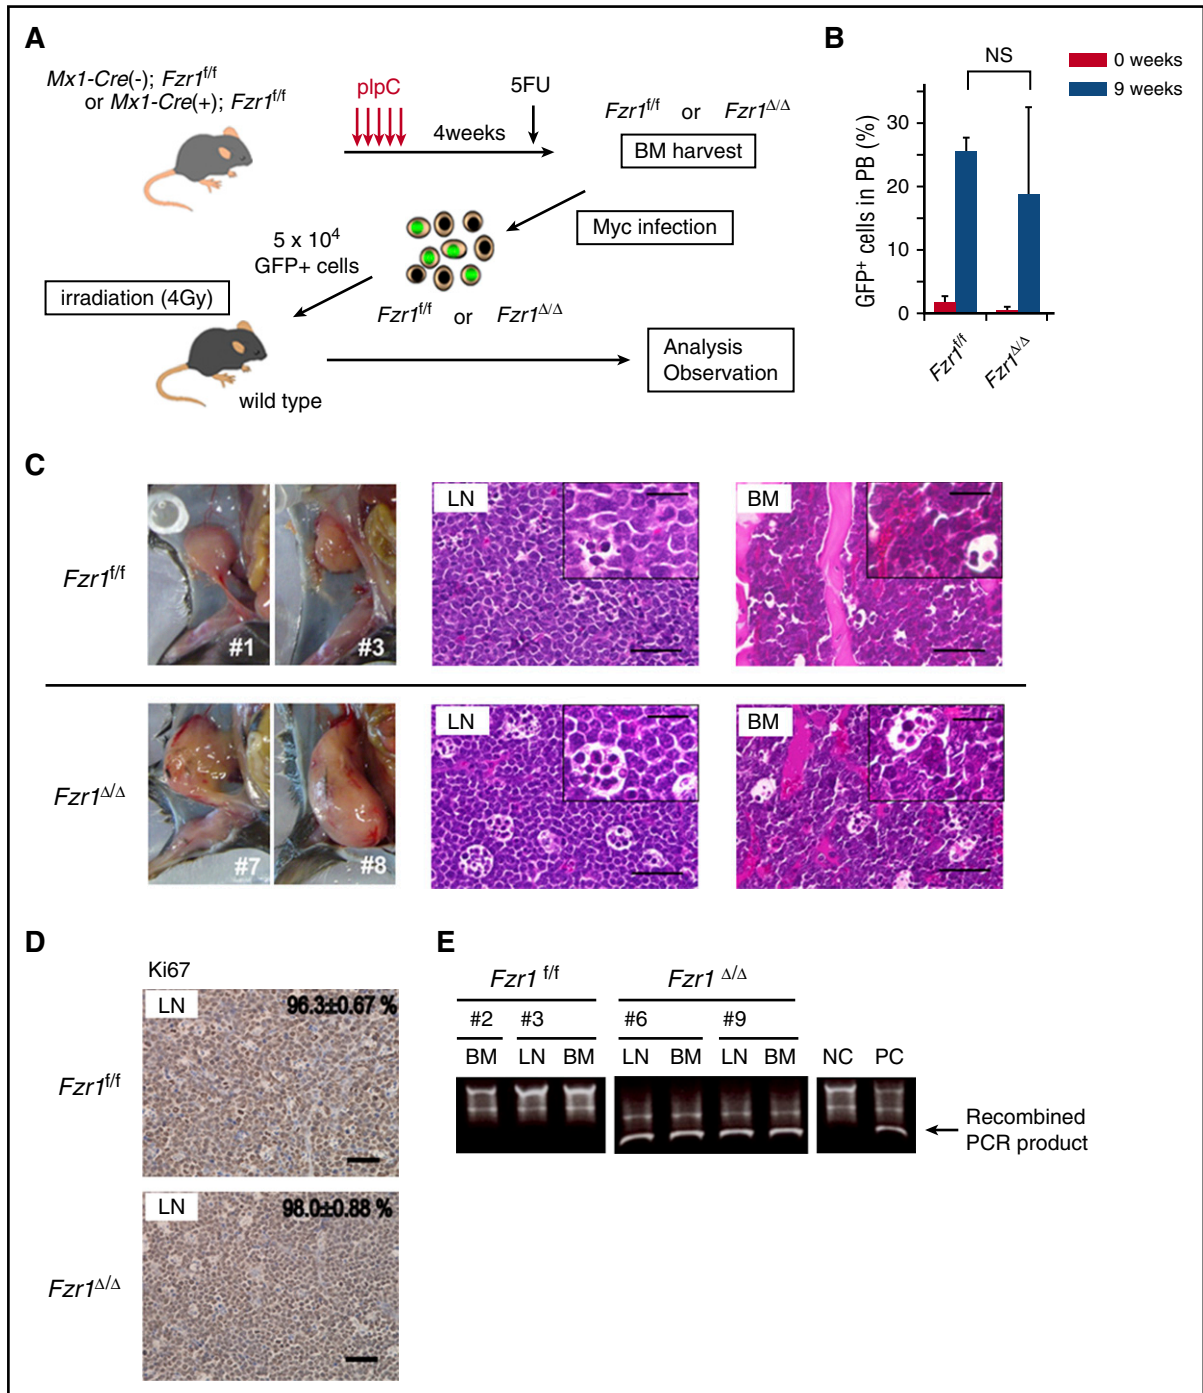 A
Mx1-Cre(-); Fzr1f/f
or Mx1-Cre(+); Fzr1f/f
pIpC
4weeks
5FU
Fzr1f/f or Fzr1Δ/Δ
BM harvest
Myc infection
5 x 10⁴
GFP+ cells
irradiation (4Gy)
Fzr1f/f or Fzr1Δ/Δ
wild type
Analysis
Observation
B
NS
0 weeks
9 weeks
GFP⁺ cells in PB (%)
30
20
10
0
Fzr1f/f
Fzr1Δ/Δ
C
Fzr1f/f
#1
#3
LN
BM
Fzr1Δ/Δ
#7
#8
LN
BM
D
Ki67
Fzr1f/f
LN
96.3±0.67 %
Fzr1Δ/Δ
LN
98.0±0.88 %
E
Fzr1 f/f
Fzr1 Δ/Δ
#2 #3 #6 #9
BM LN BM LN BM LN BM NC PC
Recombined
PCR product